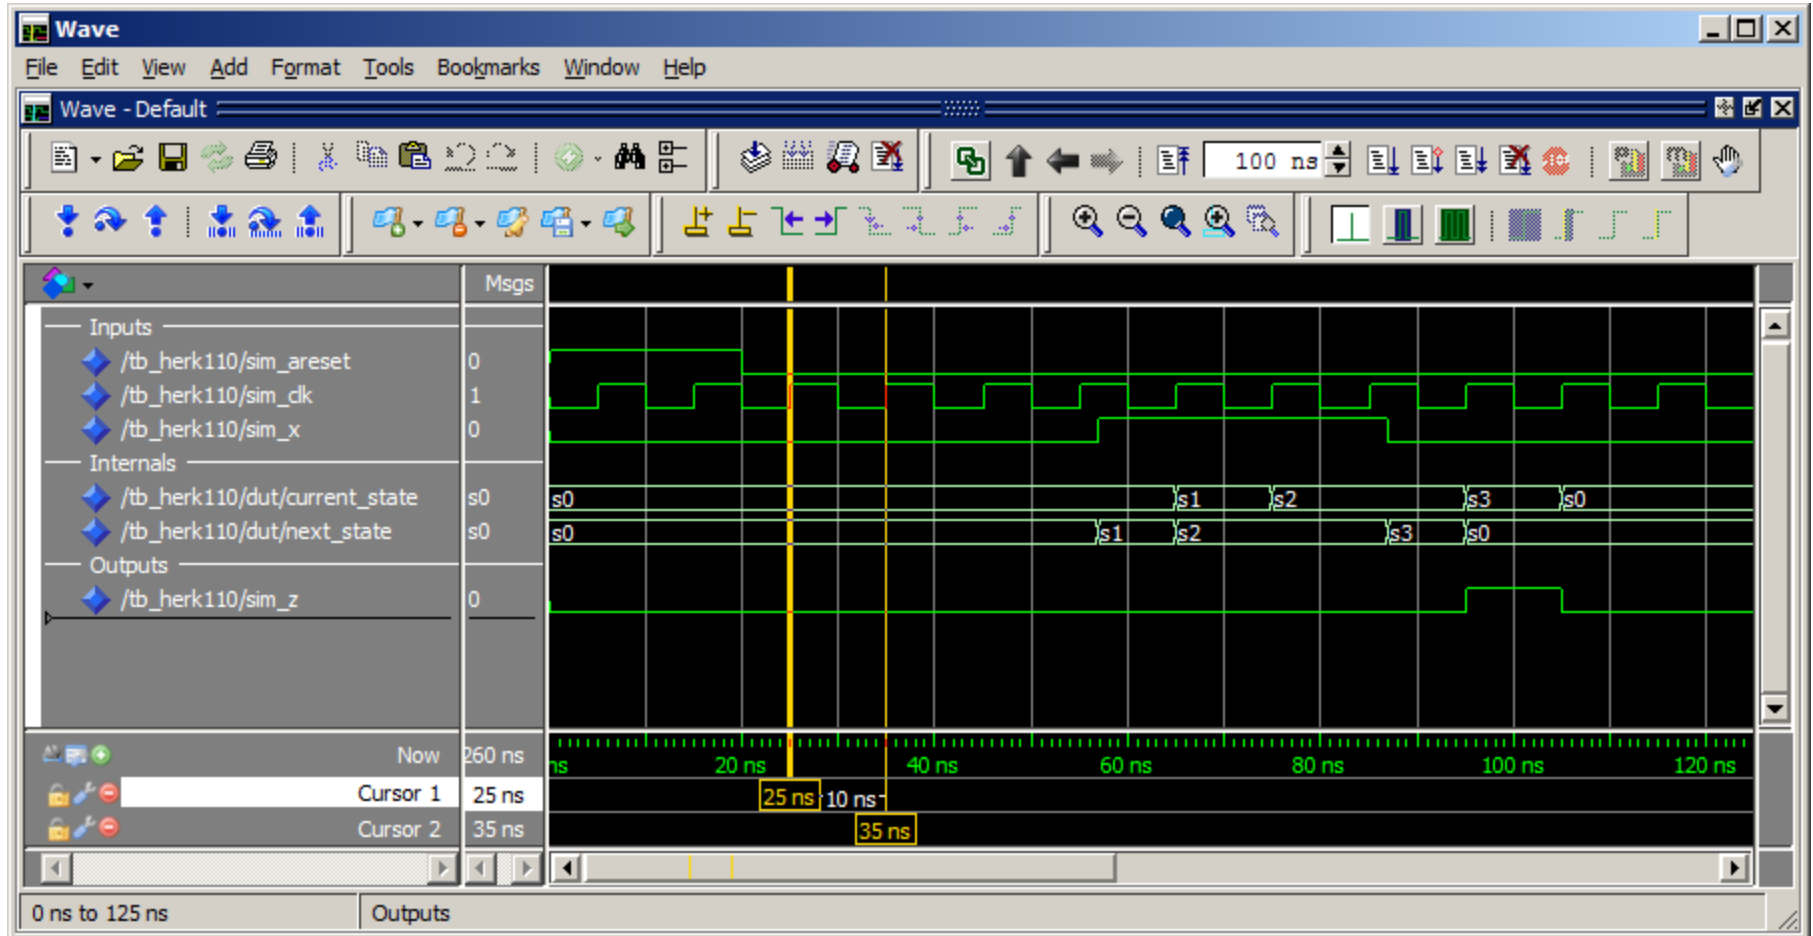 Wave
File Edit View Add Format Tools Bookmarks Window Help
Wave - Default
100 ns
Msgs
Inputs
/tb_herk110/sim_areset 0
/tb_herk110/sim_clk 1
/tb_herk110/sim_x 0
Internals
/tb_herk110/dut/current_state s0 s0 s1 s2 s3 s0
/tb_herk110/dut/next_state s0 s0 s1 s2 s3 s0
Outputs
/tb_herk110/sim_z 0
Now 260 ns ns 20 ns 40 ns 60 ns 80 ns 100 ns 120 ns
Cursor 1 25 ns 25 ns 10 ns
Cursor 2 35 ns 35 ns
0 ns to 125 ns Outputs